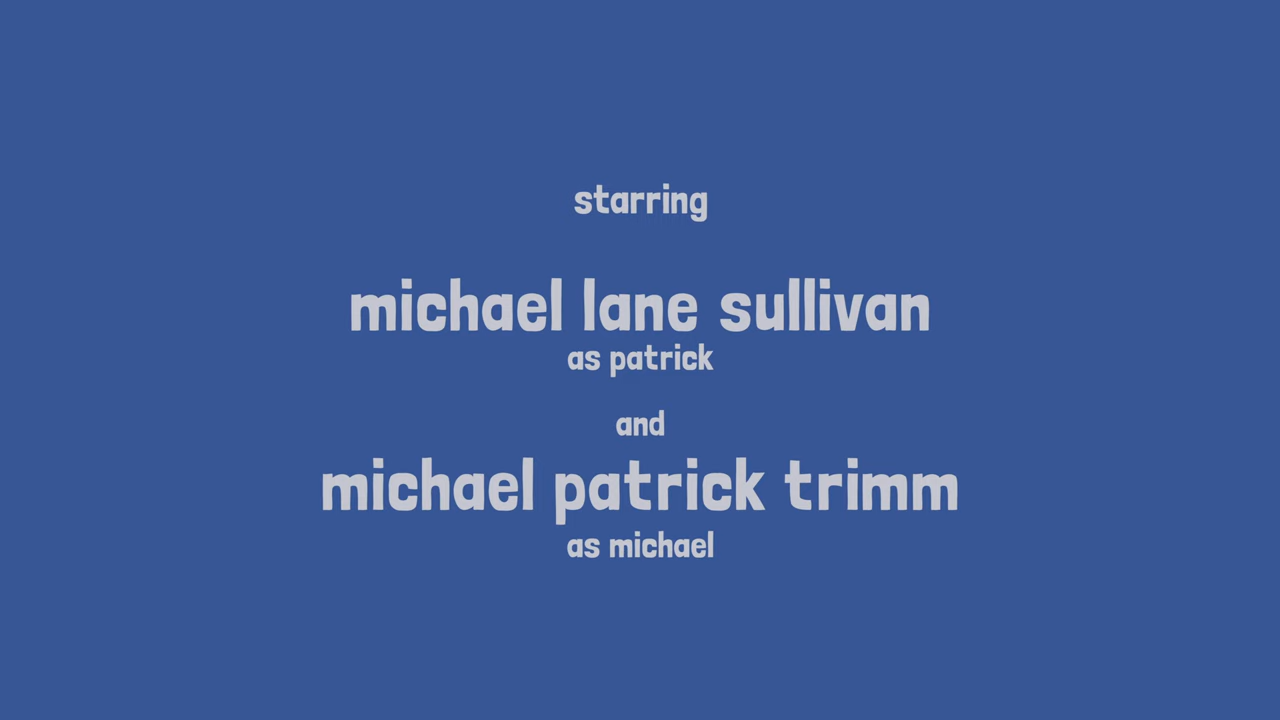 starring
michael lane sullivan
as patrick
and
michael patrick trimm
as michael